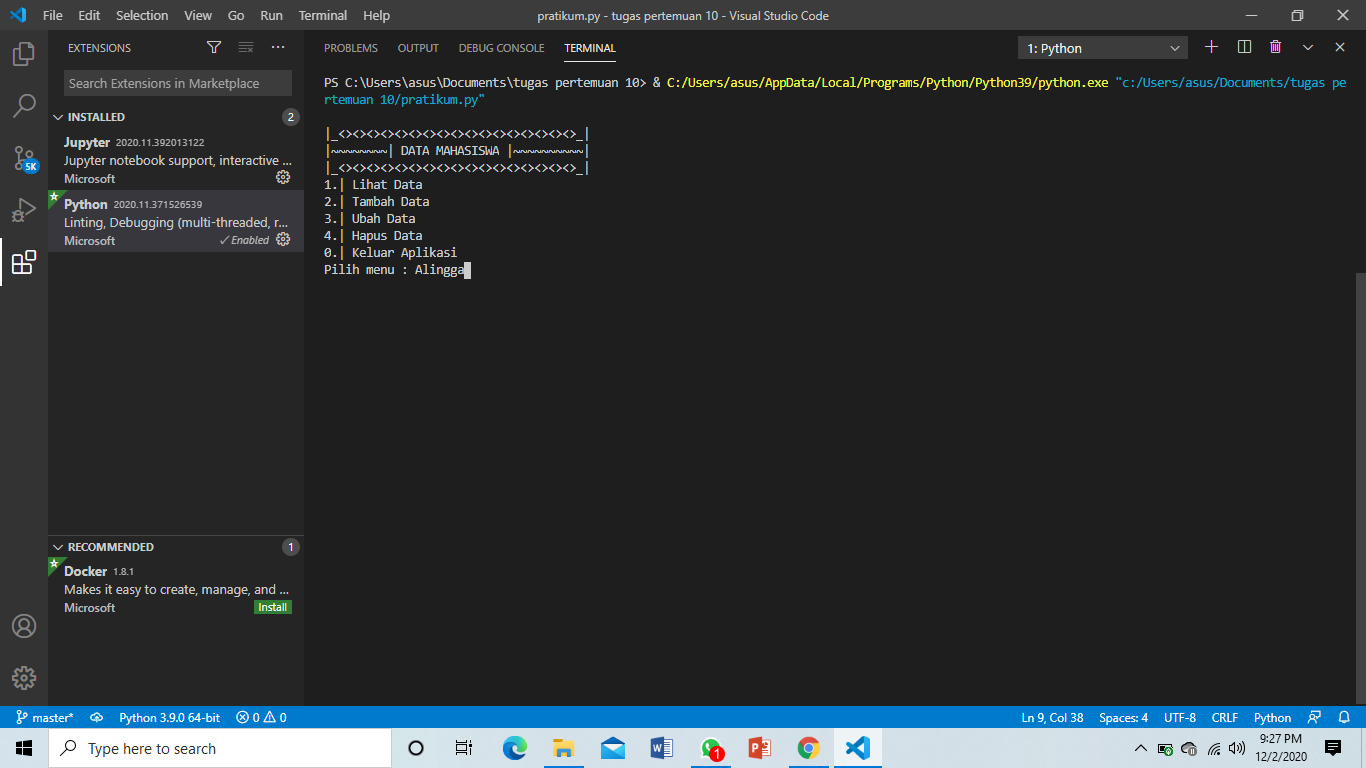 File Edit Selection View Go Run Terminal Help
pratikum.py - tugas pertemuan 10 - Visual Studio Code
EXTENSIONS
Search Extensions in Marketplace
INSTALLED 2
Jupyter 2020.11.392013122
Jupyter notebook support, interactive ...
Microsoft
Python 2020.11.371526539
Linting, Debugging (multi-threaded, r...
Microsoft ✓Enabled
5K
RECOMMENDED 1
Docker 1.8.1
Makes it easy to create, manage, and ...
Microsoft Install
PROBLEMS OUTPUT DEBUG CONSOLE TERMINAL
1: Python
PS C:\Users\asus\Documents\tugas pertemuan 10> & C:/Users/asus/AppData/Local/Programs/Python/Python39/python.exe "c:/Users/asus/Documents/tugas pe
rtemuan 10/pratikum.py"
|_<><><><><><><><><><><><><><><><><>_|
|~~~~~~~~| DATA MAHASISWA |~~~~~~~~~~|
|_<><><><><><><><><><><><><><><><><>_|
1.| Lihat Data
2.| Tambah Data
3.| Ubah Data
4.| Hapus Data
0.| Keluar Aplikasi
Pilih menu : Alingga
master* Python 3.9.0 64-bit 0 0 Ln 9, Col 38 Spaces: 4 UTF-8 CRLF Python
Type here to search
1
9:27 PM
12/2/2020